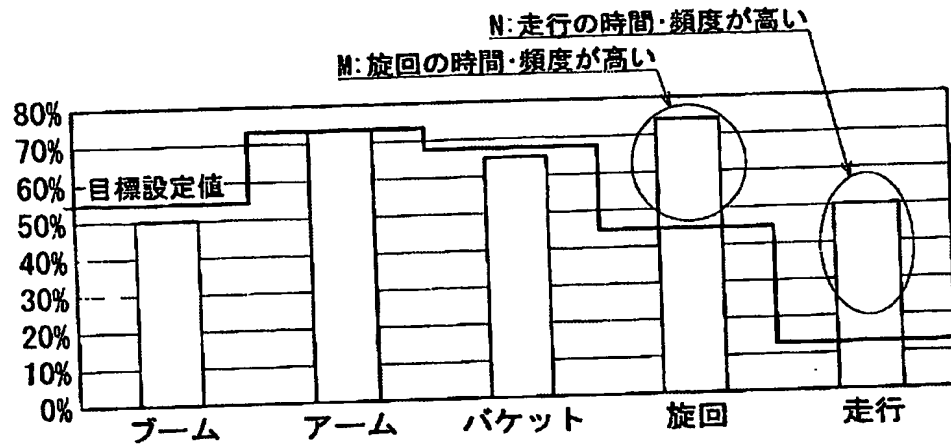 N:走行の時間･頻度が高い
M:旋回の時間･頻度が高い
80%
70%
60%
目標設定値
50%
40%
30%
20%
10%
0%
ブーム
アーム
バケット
旋回
走行